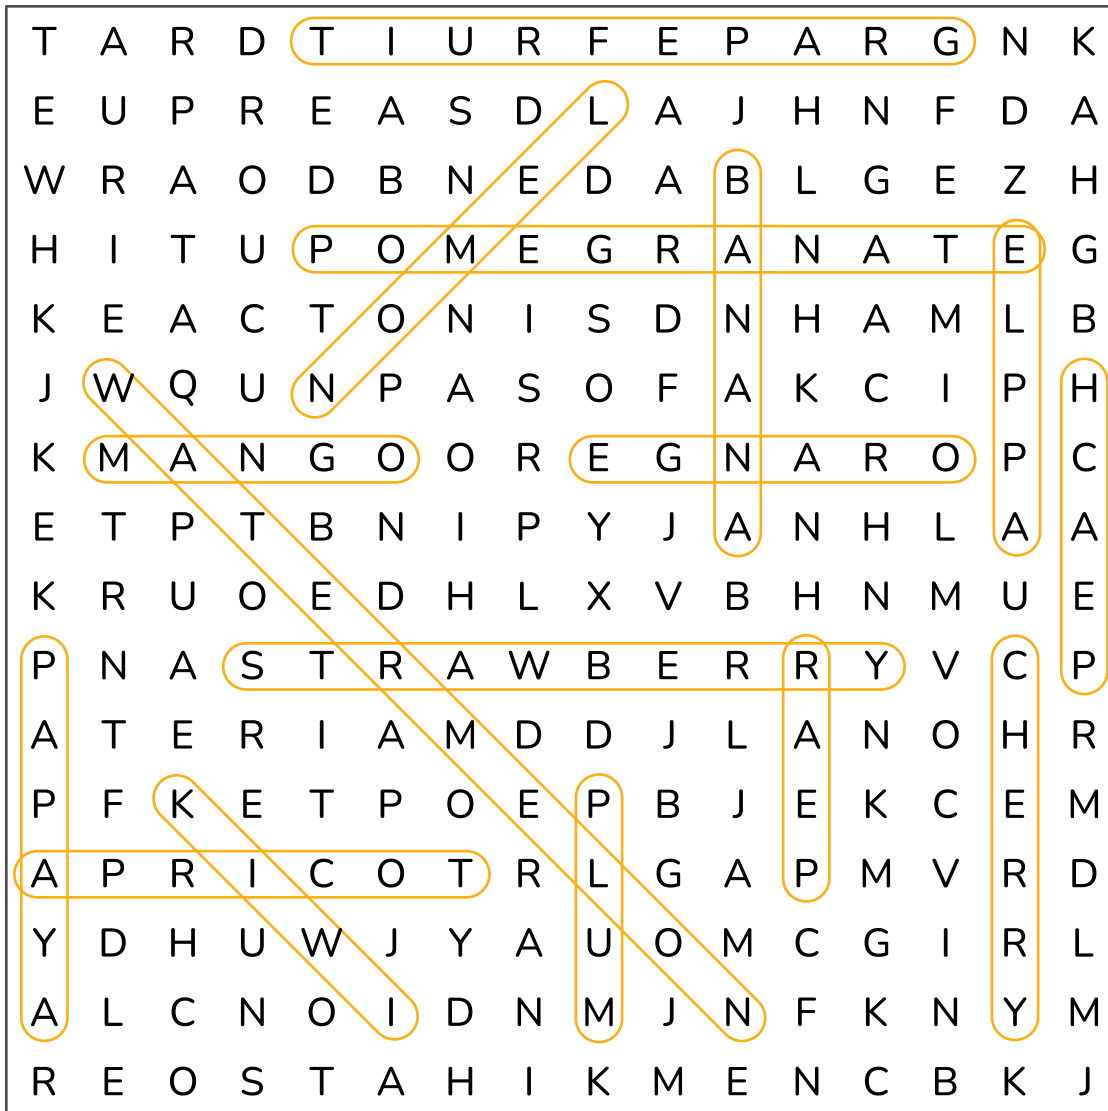 T A R D T I U R F E P A R G N K
E U P R E A S D L A J H N F D A
W R A O D B N E D A B L G E Z H
H I T U P O M E G R A N A T E G
K E A C T O N I S D N H A M L B
J W Q U N P A S O F A K C I P H
K M A N G O O R E G N A R O P C
E T P T B N I P Y J A N H L A A
K R U O E D H L X V B H N M U E
P N A S T R A W B E R R Y V C P
A T E R I A M D D J L A N O H R
P F K E T P O E P B J E K C E M
A P R I C O T R L G A P M V R D
Y D H U W J Y A U O M C G I R L
A L C N O I D N M J N F K N Y M
R E O S T A H I K M E N C B K J